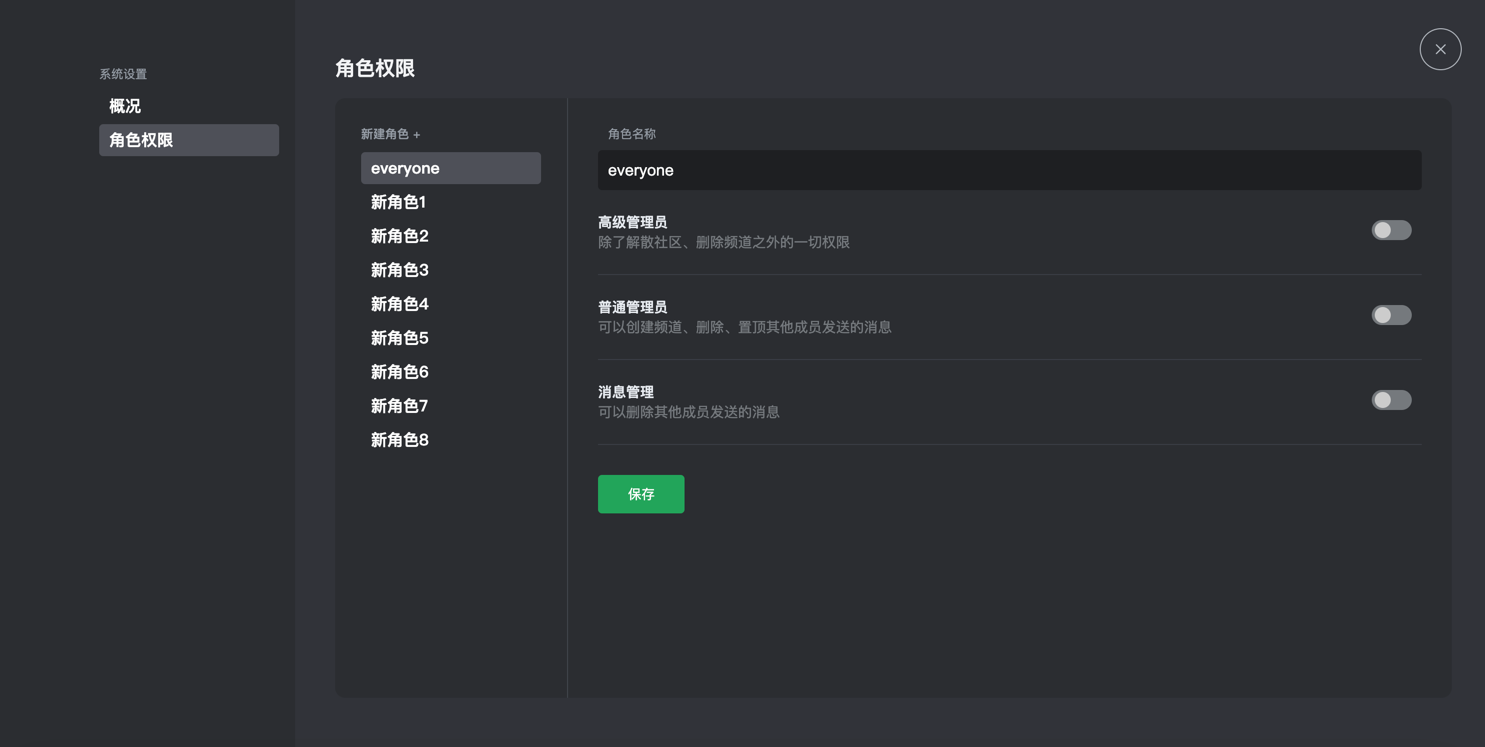 系统设置
概况
角色权限
角色权限
新建角色 +
everyone
新角色1
新角色2
新角色3
新角色4
新角色5
新角色6
新角色7
新角色8
角色名称
everyone
高级管理员
除了解散社区、删除频道之外的一切权限
普通管理员
可以创建频道、删除、置顶其他成员发送的消息
消息管理
可以删除其他成员发送的消息
保存